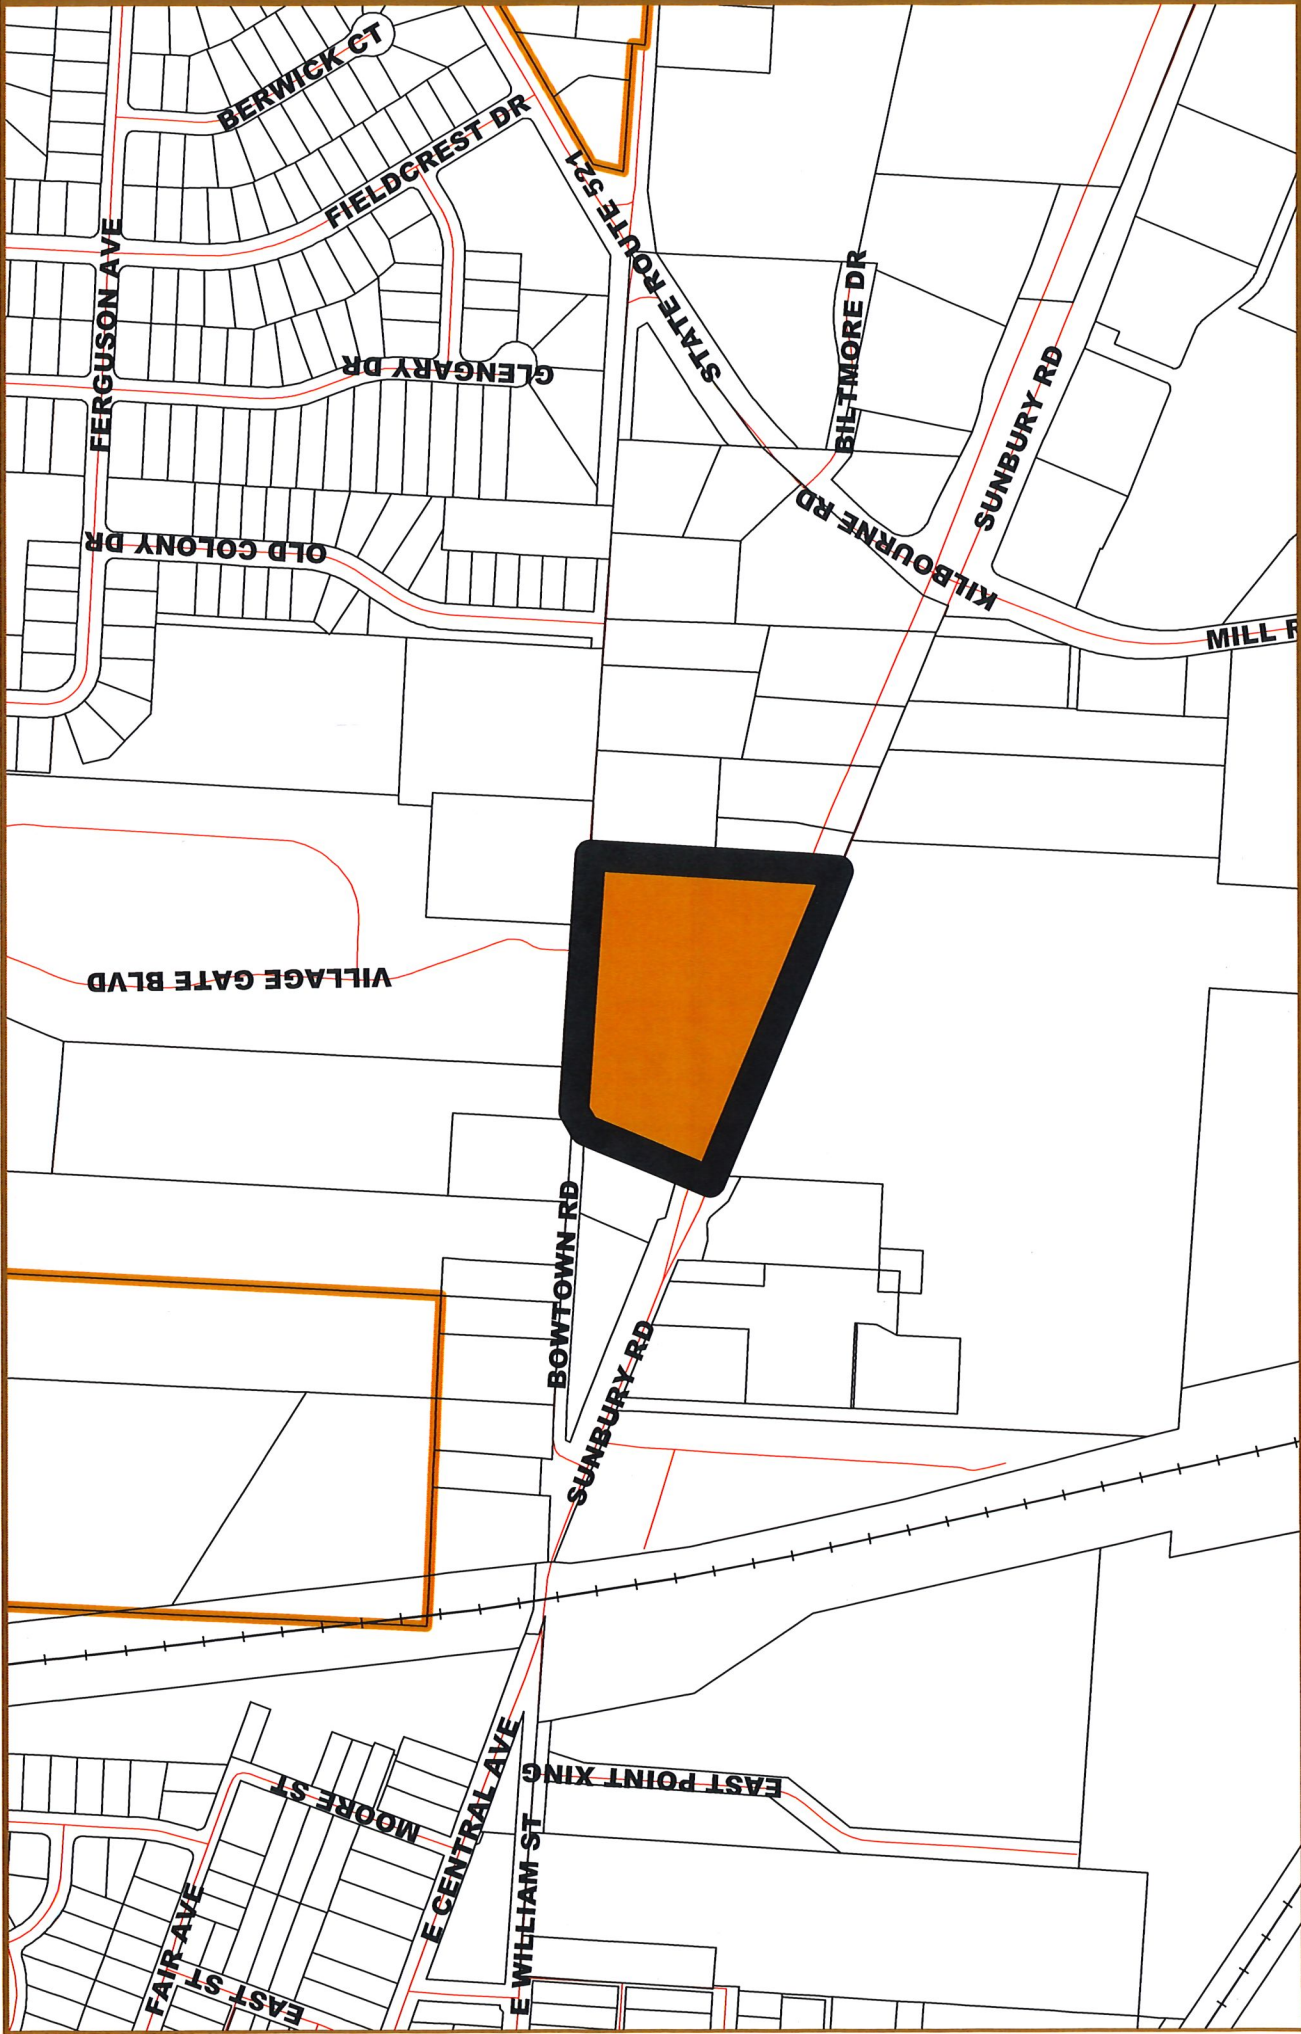 BERWICK CT
FIELDCREST DR
STATE ROUTE 521
FERGUSON AVE
BILTMORE DR
GLENGARY DR
SUNBURY RD
KILBOURNE RD
OLD COLONY DR
MILL R
VILLAGE GATE BLVD
BOWTOWN RD
SUNBURY RD
E CENTRAL AVE
EAST POINT XING
MOORE ST
E WILLIAM ST
FAIR AVE
EAST ST